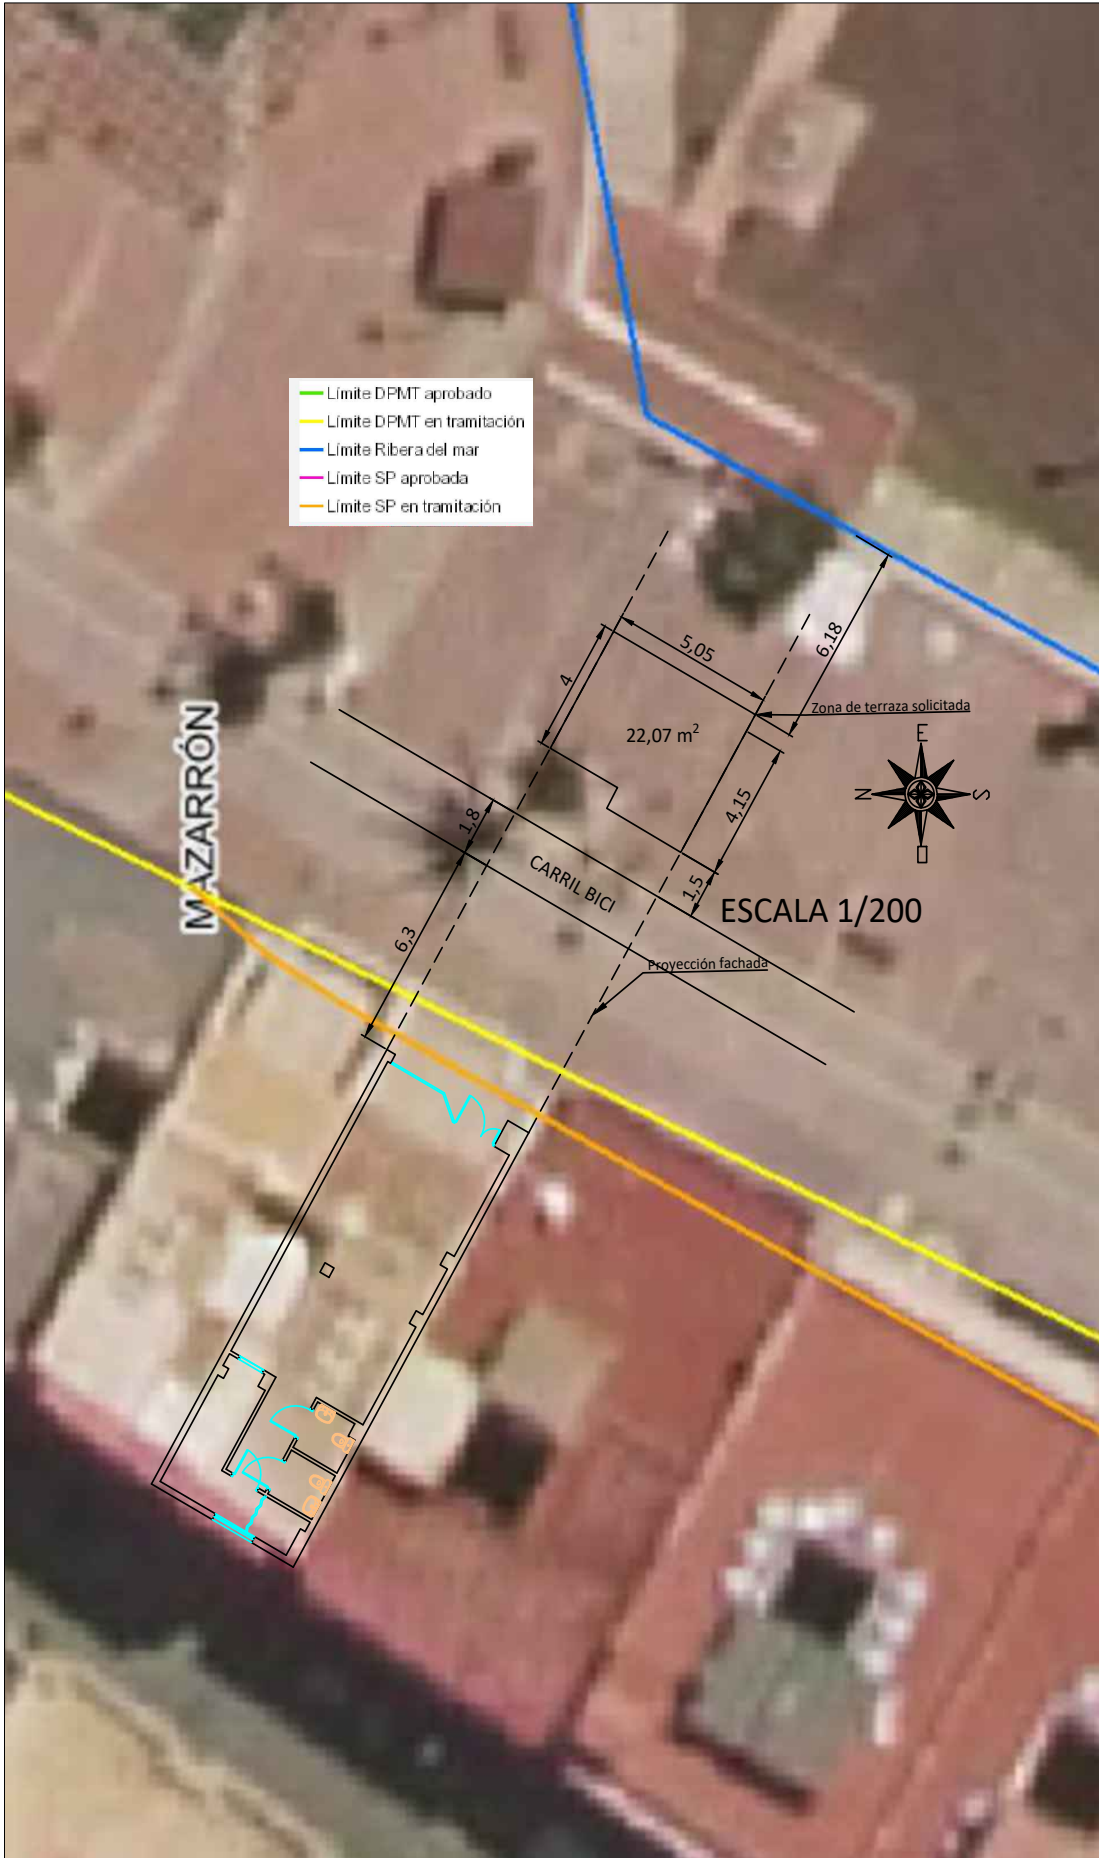 Límite DPMT aprobado
Límite DPMT en tramitación
Límite Ribera del mar
Límite SP aprobada
Límite SP en tramitación
5,05
6,18
4
Zona de terraza solicitada
22,07 m²
E
N
S
O
MAZARRÓN
1,8
4,15
CARRIL BICI
1,5
ESCALA 1/200
6,3
Proyección fachada